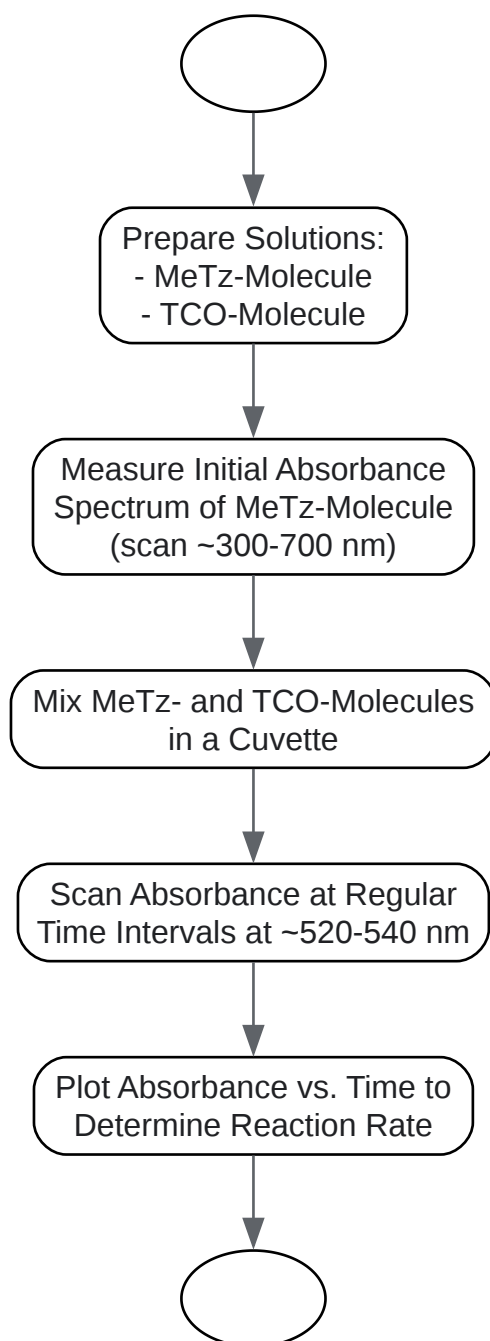 Prepare Solutions:
- MeTz-Molecule
- TCO-Molecule
Measure Initial Absorbance
Spectrum of MeTz-Molecule
(scan ~300-700 nm)
Mix MeTz- and TCO-Molecules
in a Cuvette
Scan Absorbance at Regular
Time Intervals at ~520-540 nm
Plot Absorbance vs. Time to
Determine Reaction Rate